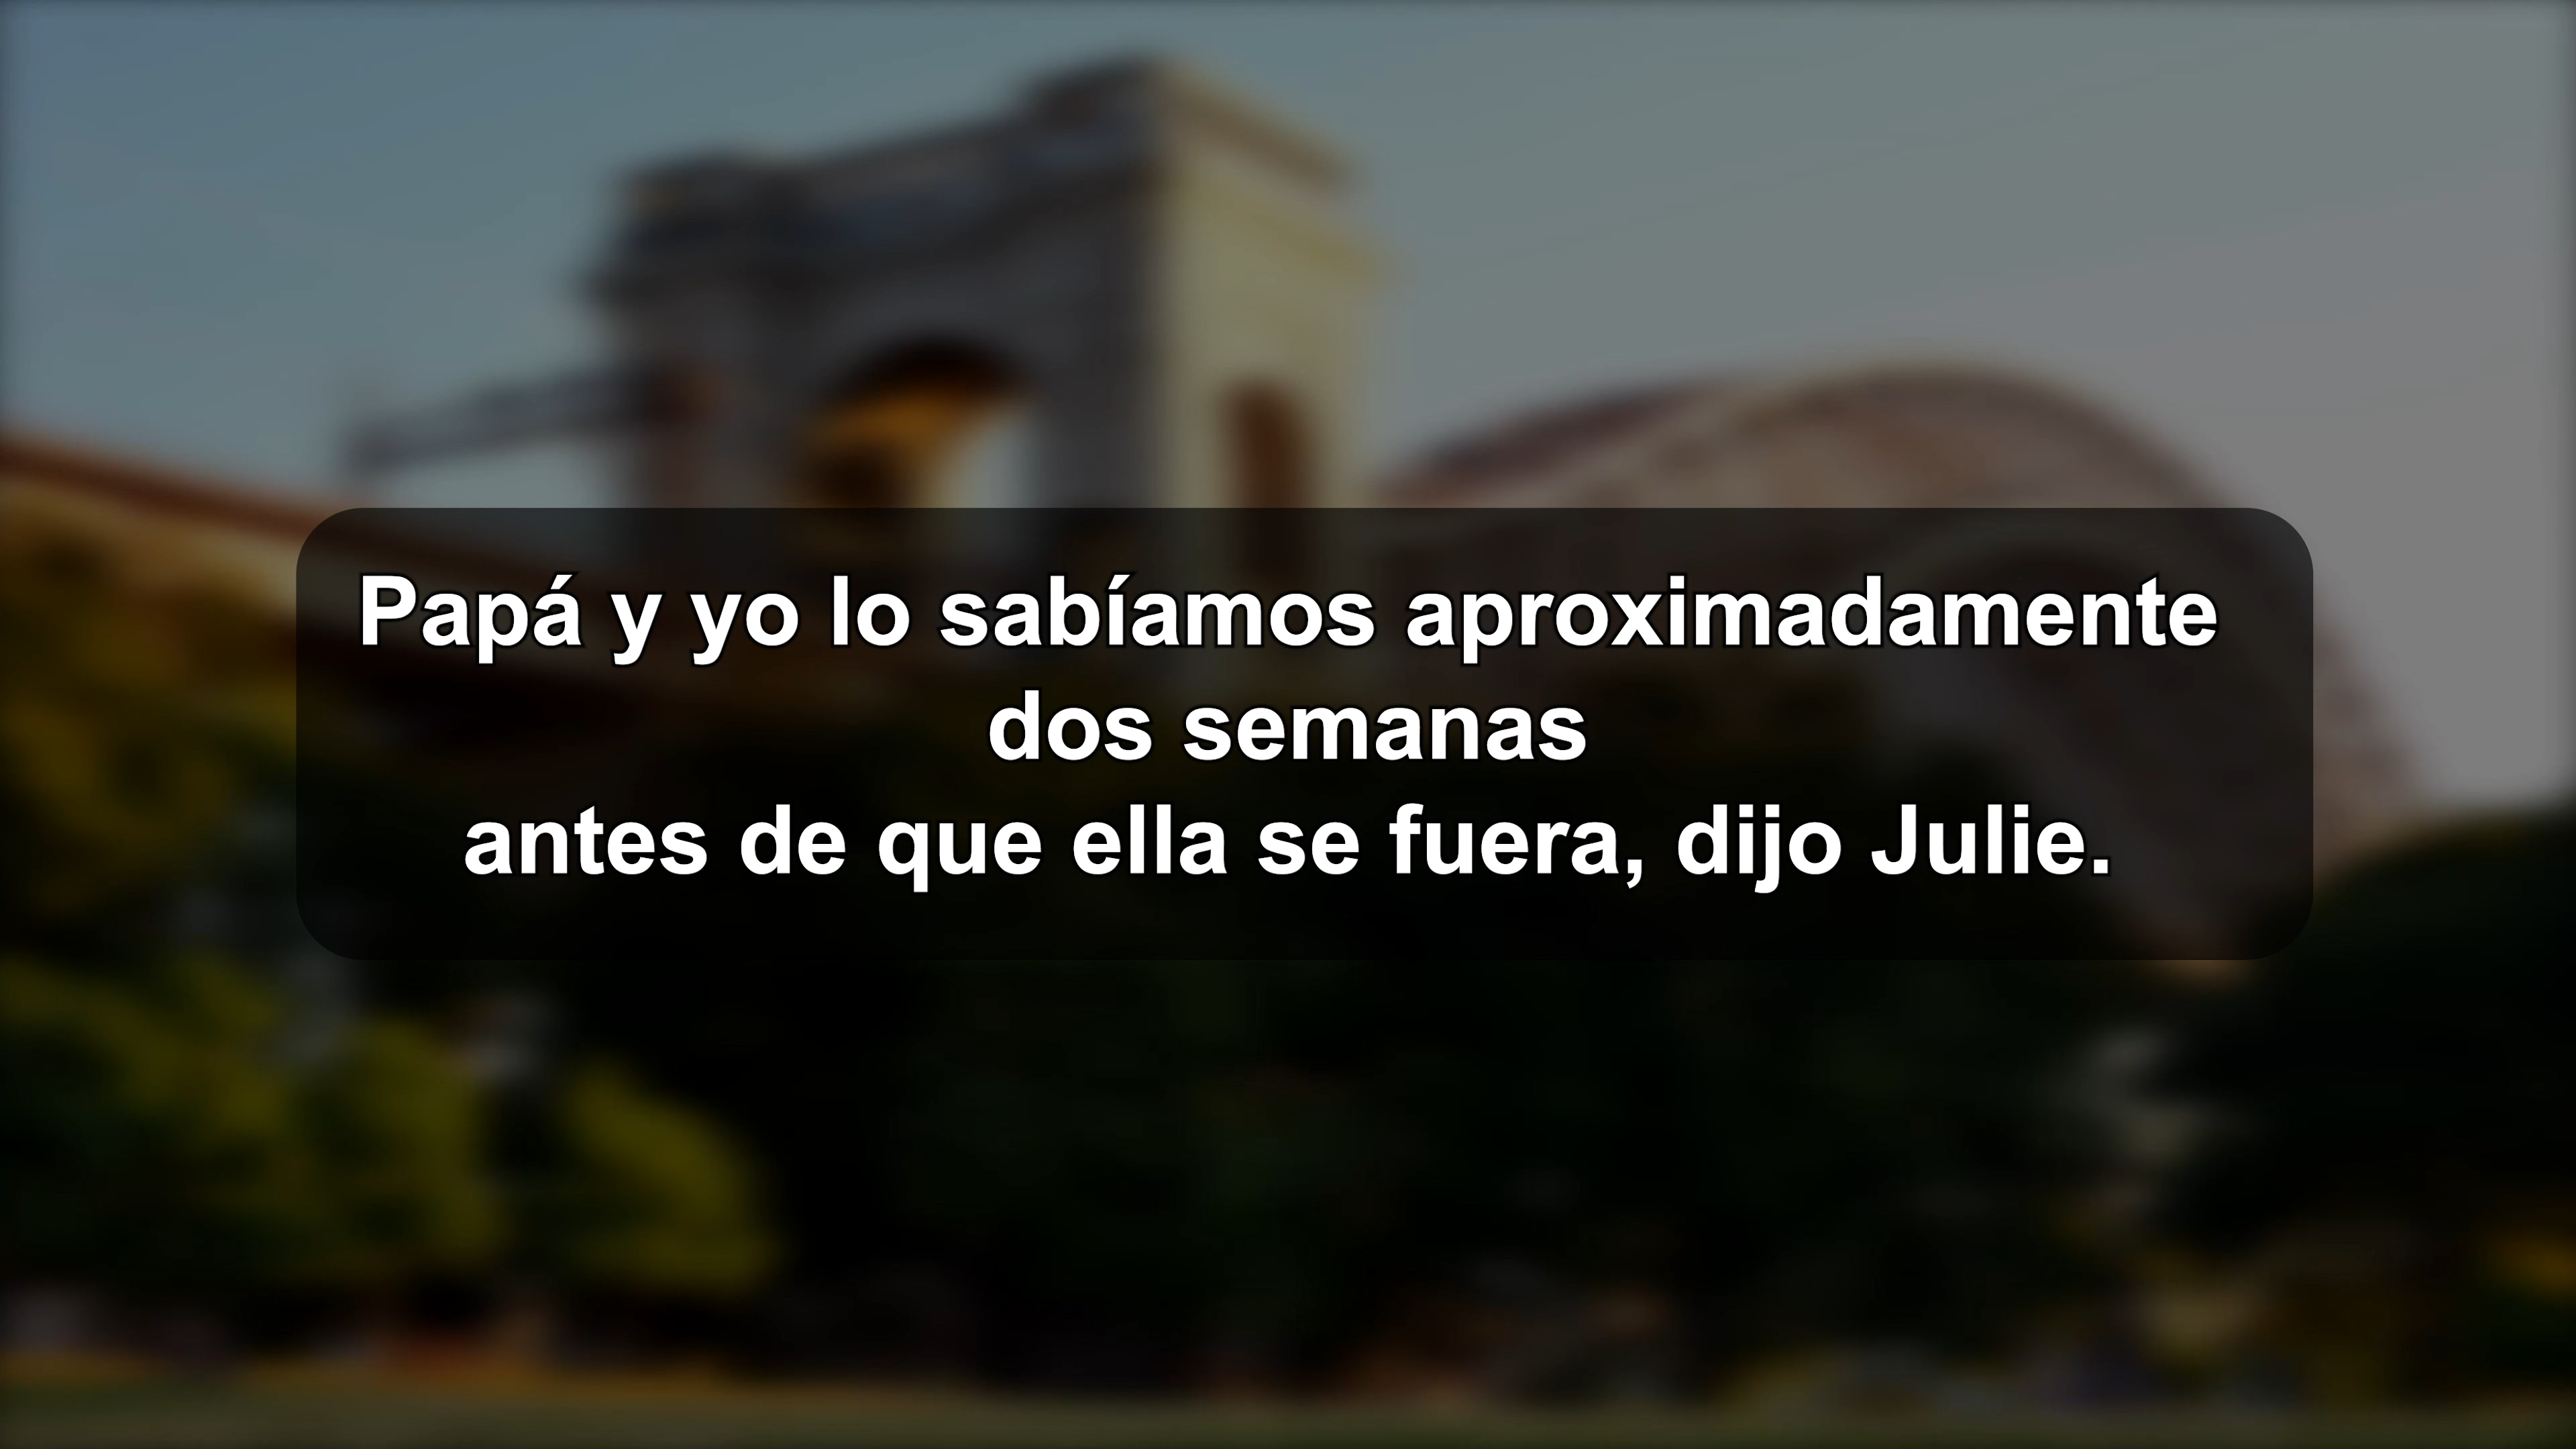 Papá y yo lo sabíamos aproximadamente
dos semanas
antes de que ella se fuera, dijo Julie.